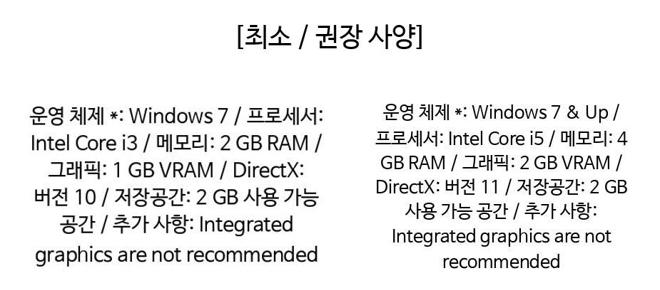 [최소 / 권장 사양]
운영 체제 *: Windows 7 / 프로세서:
Intel Core i3 / 메모리: 2 GB RAM /
그래픽: 1 GB VRAM / DirectX:
버전 10 / 저장공간: 2 GB 사용 가능
공간 / 추가 사항: Integrated
graphics are not recommended
운영 체제 *: Windows 7 & Up /
프로세서: Intel Core i5 / 메모리: 4
GB RAM / 그래픽: 2 GB VRAM /
DirectX: 버전 11 / 저장공간: 2 GB
사용 가능 공간 / 추가 사항:
Integrated graphics are not
recommended